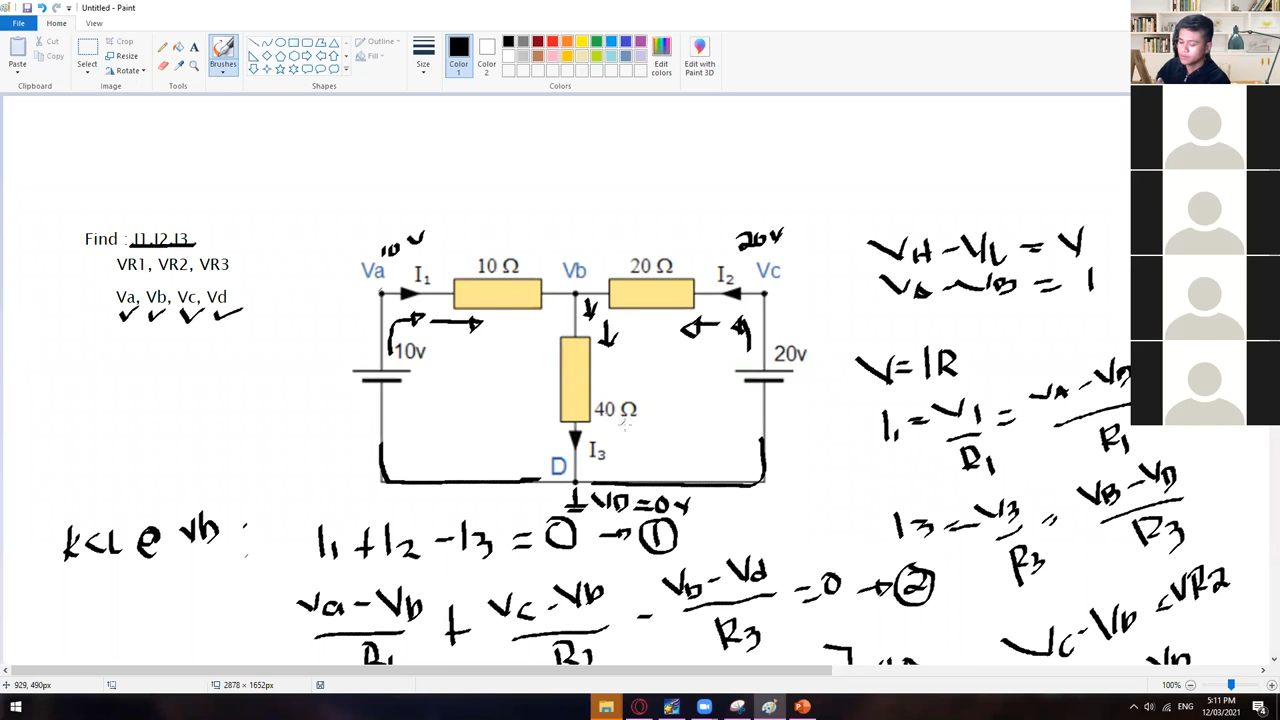 Untitled - Paint
File Home View
Paste
Cut
Copy
Clipboard
Select
Crop
Resize
Rotate
Image
Tools
Brushes
Shapes
Outline
Fill
Size
Color 1
Color 2
Colors
Edit colors
Edit with Paint 3D
Find : I1,I2,I3
VR1, VR2, VR3
Va, Vb, Vc, Vd
10V
20V
Va I₁ 10 Ω Vb 20 Ω I₂ Vc
10v
20v
40 Ω
I₃
D
VD = 0V
VH - VL = V
VA - VB = 1
V = IR
I1 = V1/R1 = VA - VB/R1
I3 = V3/R3 = VB - VD/R3
VC - Vb = VR2
KCL @ Vb :
I1 + I2 - I3 = 0 → 1
Va - Vb/R1 + Vc - Vb/R2 - Vb - Vd/R3 = 0 → 2
929, 490px
2878 × 1652px
100%
ENG
5:11 PM
12/03/2021